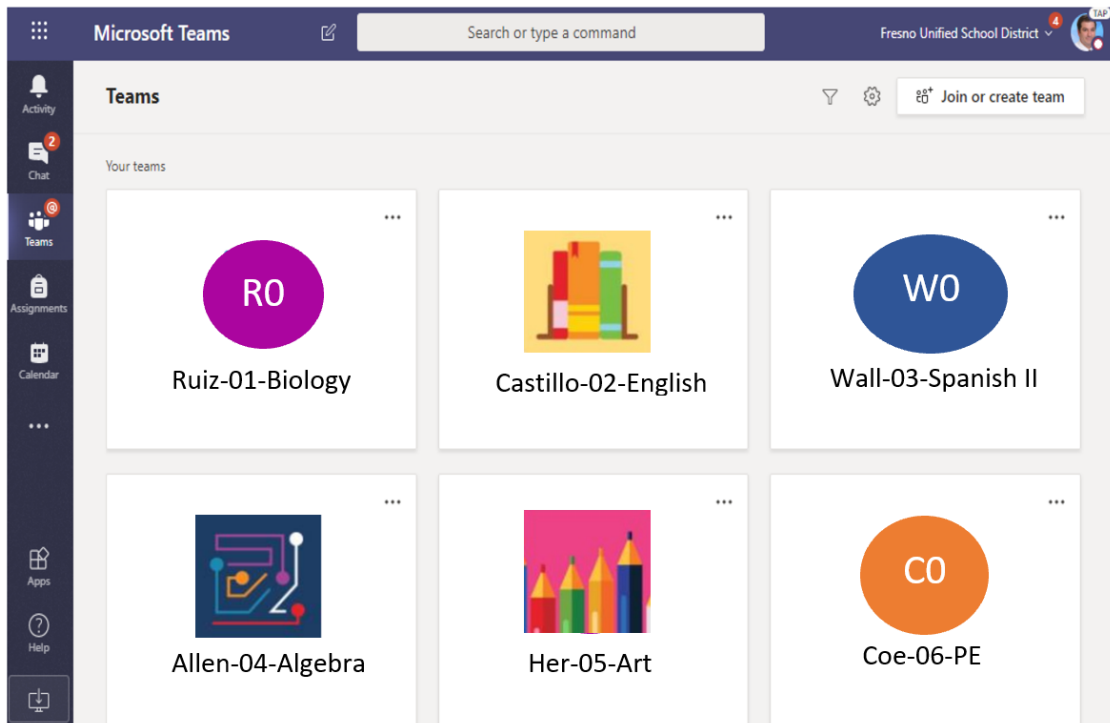 Microsoft Teams
Search or type a command
Fresno Unified School District
4
TAP
Activity
2
Chat
@
Teams
Assignments
Calendar
Apps
Help
Teams
Join or create team
Your teams
R0
Ruiz-01-Biology
Castillo-02-English
W0
Wall-03-Spanish II
Allen-04-Algebra
Her-05-Art
C0
Coe-06-PE